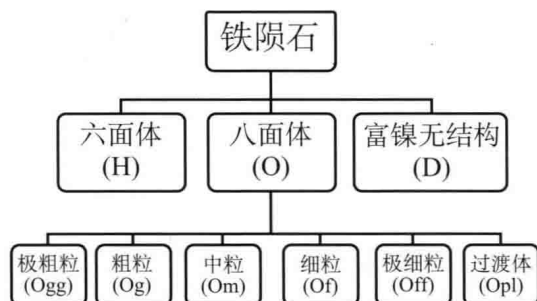 铁陨石
六面体
(H)
八面体
(O)
富镍无结构
(D)
极粗粒
(Ogg)
粗粒
(Og)
中粒
(Om)
细粒
(Of)
极细粒
(Off)
过渡体
(Opl)